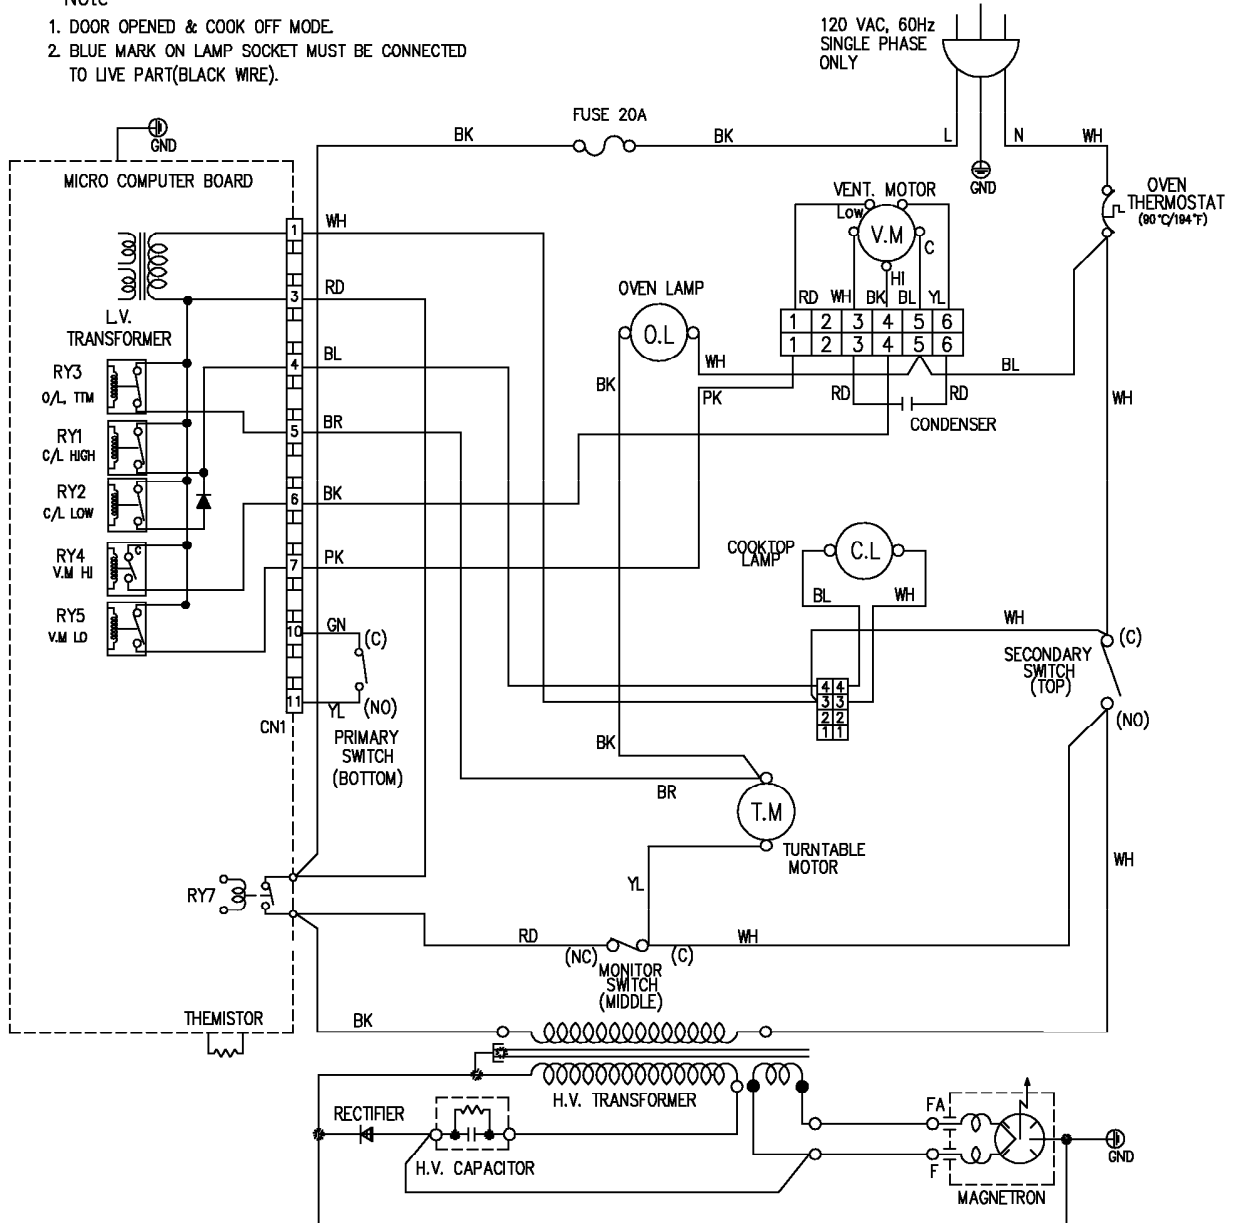 Note
1. DOOR OPENED & COOK OFF MODE.
2. BLUE MARK ON LAMP SOCKET MUST BE CONNECTED
TO LIVE PART(BLACK WIRE).
120 VAC, 60Hz
SINGLE PHASE
ONLY
FUSE 20A
BK
BK
L
N
WH
GND
GND
MICRO COMPUTER BOARD
OVEN
THERMOSTAT
(90°C/194°F)
VENT. MOTOR
Low
V.M
C
HI
RD WH BK BL YL
1 2 3 4 5 6
1 2 3 4 5 6
1
WH
3
RD
L.V.
TRANSFORMER
OVEN LAMP
O.L
WH
BK
PK
BL
RD
RD
CONDENSER
WH
RY3
O/L, TTM
4
BL
RY1
C/L HIGH
5
BR
RY2
C/L LOW
6
BK
RY4
V.M HI
C
7
PK
RY5
V.M LO
COOKTOP
LAMP
C.L
BL
WH
WH
10
GN
(C)
11
YL
(NO)
CN1
PRIMARY
SWITCH
(BOTTOM)
4 4
3 3
2 2
1 1
(C)
SECONDARY
SWITCH
(TOP)
(NO)
BK
BR
T.M
TURNTABLE
MOTOR
YL
WH
RY7
RD
(NC)
(C)
WH
MONITOR
SWITCH
(MIDDLE)
THEMISTOR
BK
H.V. TRANSFORMER
RECTIFIER
H.V. CAPACITOR
FA
F
MAGNETRON
GND